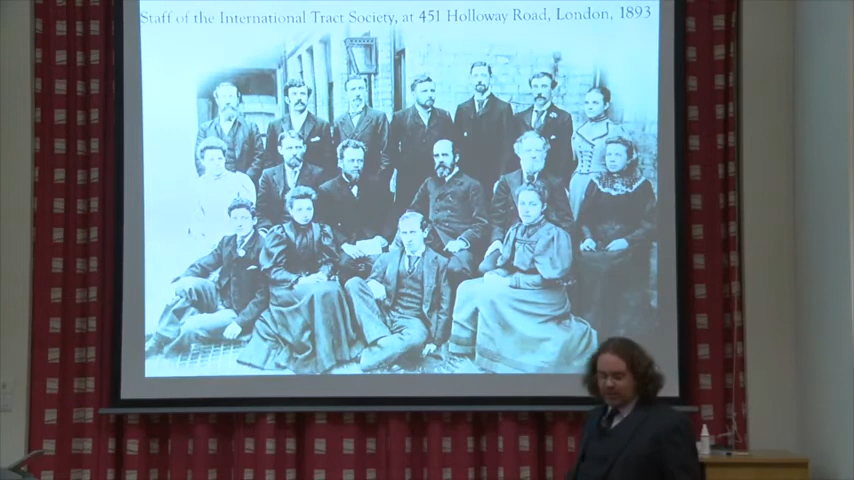 Staff of the International Tract Society, at 451 Holloway Road, London, 1893